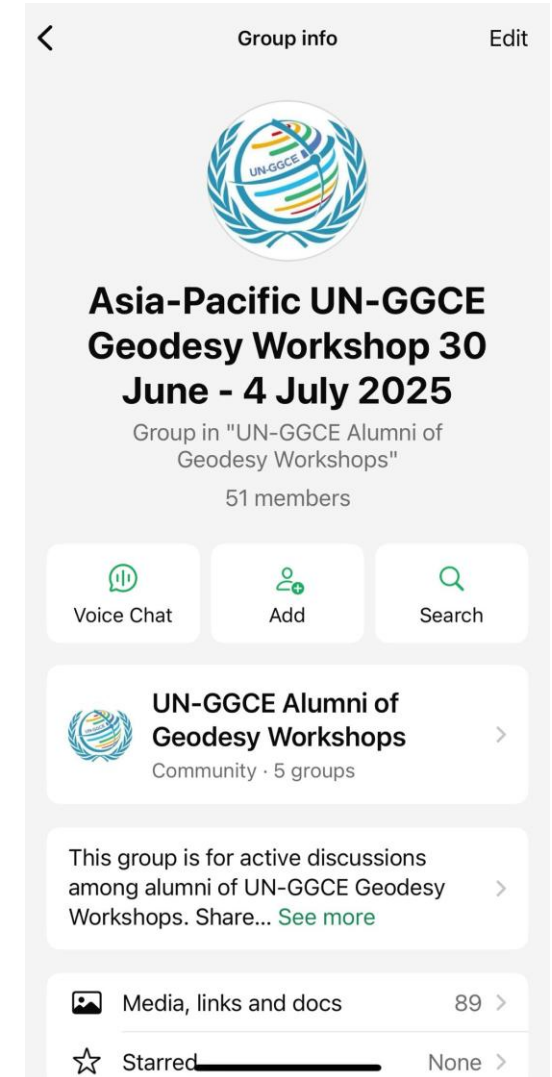 Group info
Edit
UN-GGCE
Asia-Pacific UN-GGCE
Geodesy Workshop 30
June - 4 July 2025
Group in "UN-GGCE Alumni of
Geodesy Workshops"
51 members
Voice Chat
Add
Search
UN-GGCE
UN-GGCE Alumni of
Geodesy Workshops
Community · 5 groups
This group is for active discussions
among alumni of UN-GGCE Geodesy
Workshops. Share... See more
Media, links and docs 89
Starred None